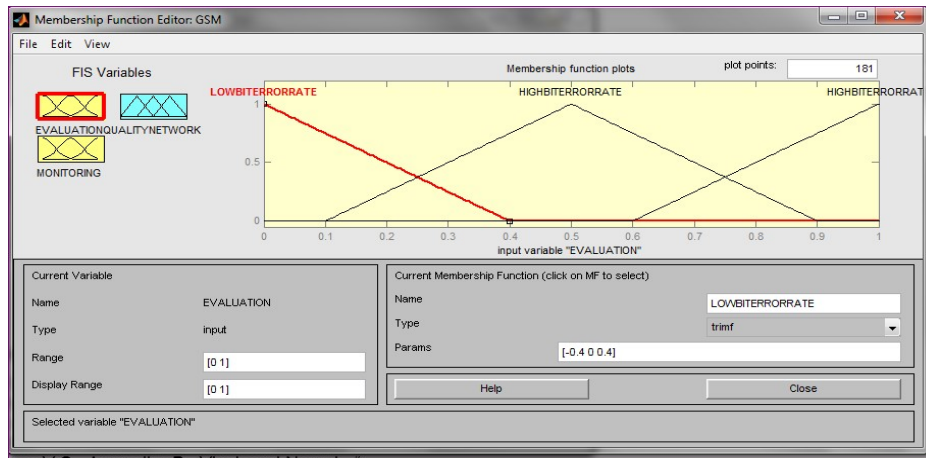 Membership Function Editor: GSM
File Edit View
FIS Variables
Membership function plots
plot points:
181
LOWBITERRORRATE
HIGHBITERRORRATE
HIGHBITERRORRAT
EVALUATIONQUALITYNETWORK
MONITORING
1
0.5
0
0 0.1 0.2 0.3 0.4 0.5 0.6 0.7 0.8 0.9 1
input variable "EVALUATION"
Current Variable
Name EVALUATION
Type input
Range [0 1]
Display Range [0 1]
Current Membership Function (click on MF to select)
Name LOWBITERRORRATE
Type trimf
Params [-0.4 0 0.4]
Help Close
Selected variable "EVALUATION"